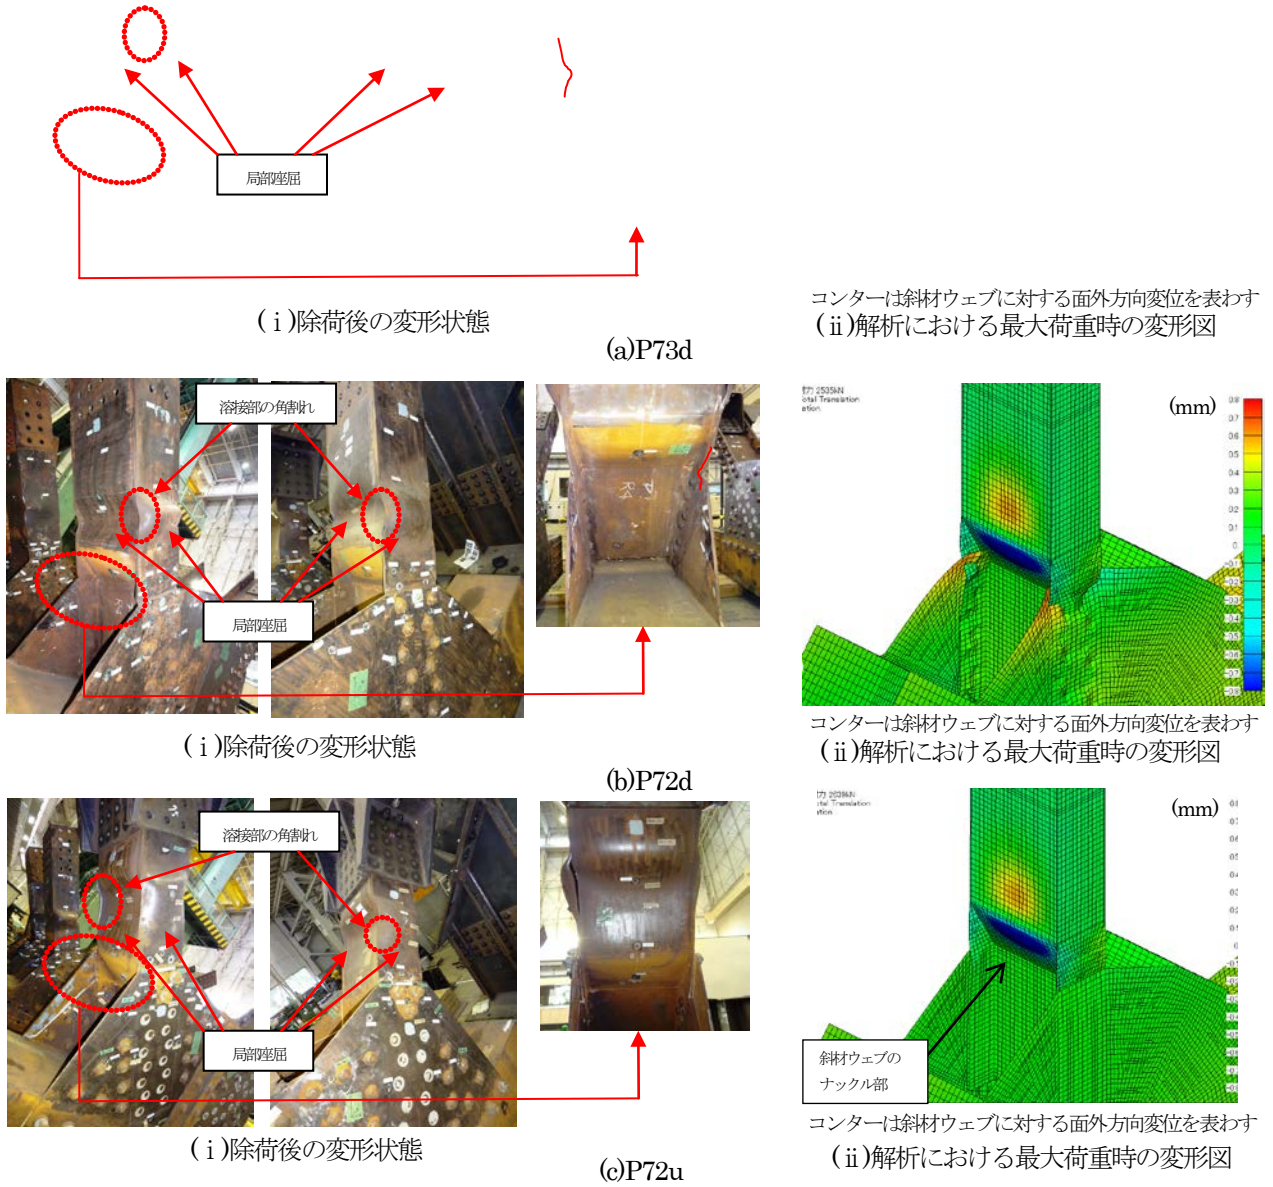 局部座屈
コンターは斜材ウェブに対する面外方向変位を表わす
(ⅰ)除荷後の変形状態
(ⅱ)解析における最大荷重時の変形図
(a)P73d
溶接部の角割れ
局部座屈
2535kN
otal Translation
ation
(mm)
コンターは斜材ウェブに対する面外方向変位を表わす
(ⅰ)除荷後の変形状態
(ⅱ)解析における最大荷重時の変形図
(b)P72d
溶接部の角割れ
局部座屈
(mm)
斜材ウェブの
ナックル部
コンターは斜材ウェブに対する面外方向変位を表わす
(ⅰ)除荷後の変形状態
(ⅱ)解析における最大荷重時の変形図
(c)P72u